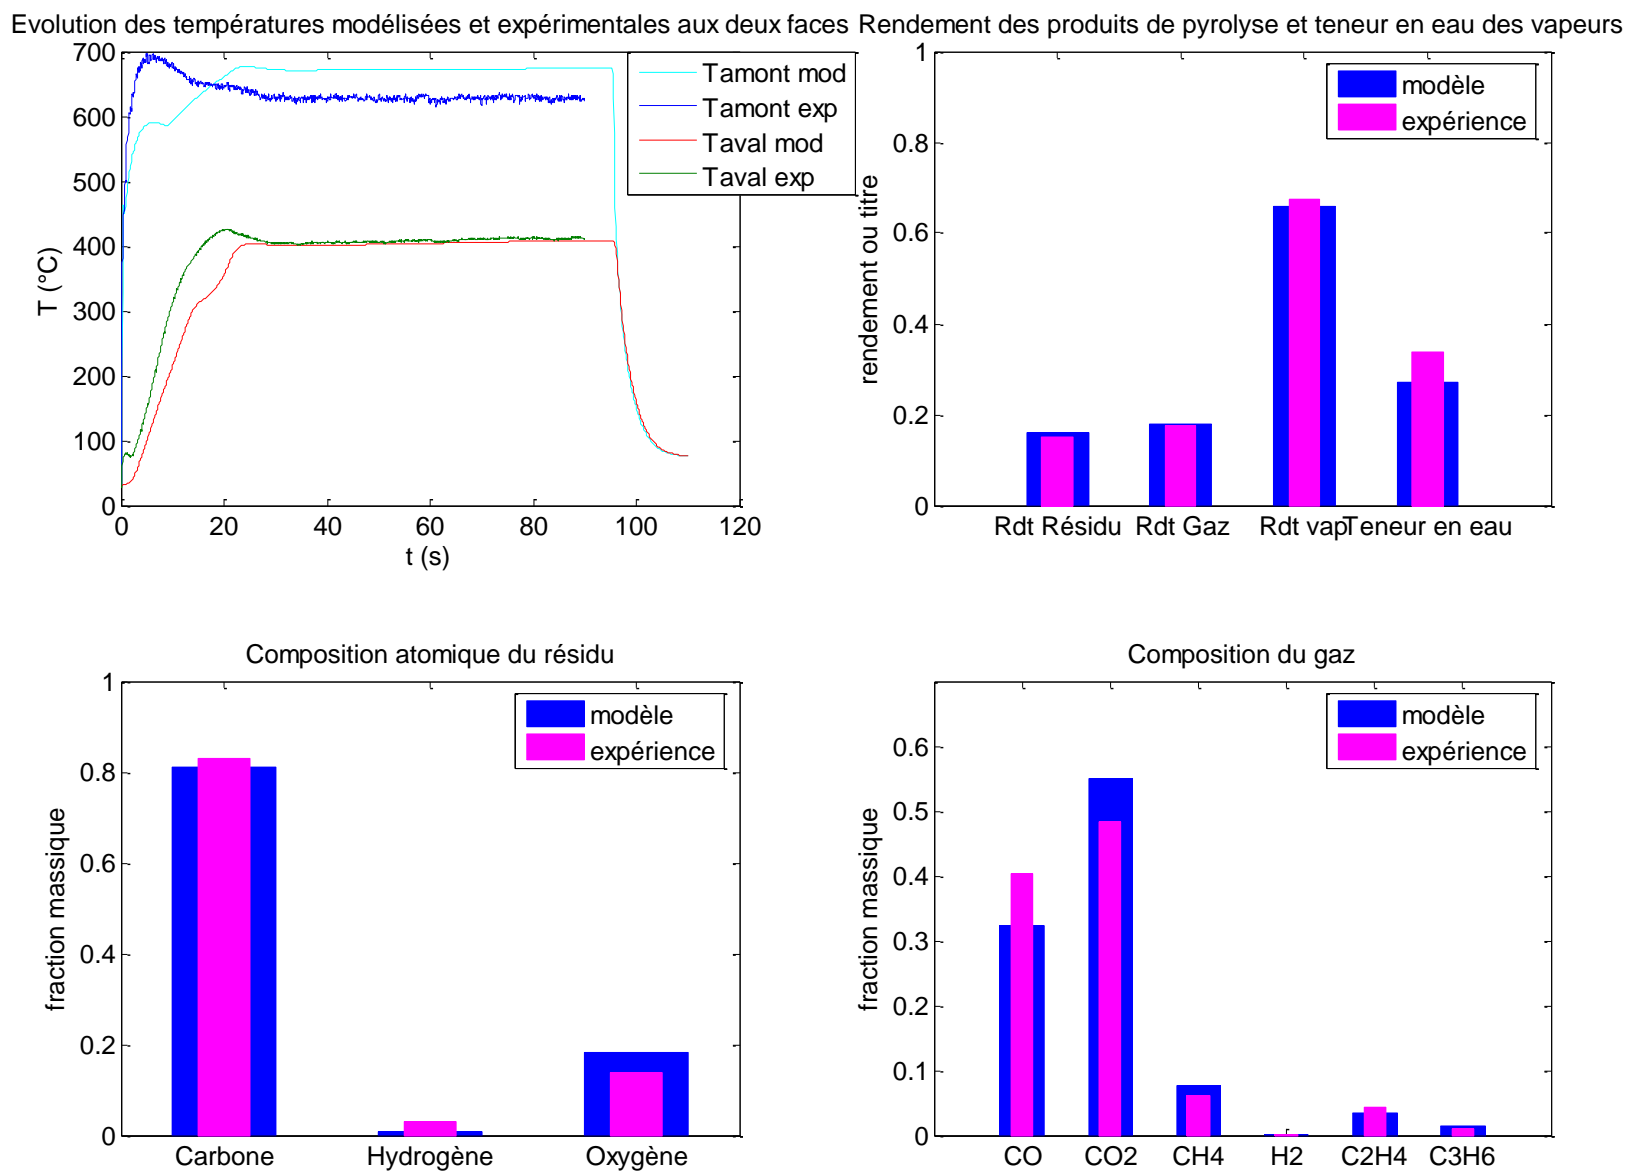 Evolution des températures modélisées et expérimentales aux deux faces
700
600
500
400
300
200
100
0
T (°C)
0 20 40 60 80 100 120
t (s)
Tamont mod
Tamont exp
Taval mod
Taval exp
Rendement des produits de pyrolyse et teneur en eau des vapeurs
1
0.8
0.6
0.4
0.2
0
rendement ou titre
modèle
expérience
Rdt Résidu Rdt Gaz Rdt vap Teneur en eau
Composition atomique du résidu
1
0.8
0.6
0.4
0.2
0
fraction massique
modèle
expérience
Carbone Hydrogène Oxygène
Composition du gaz
0.6
0.5
0.4
0.3
0.2
0.1
0
fraction massique
modèle
expérience
CO CO2 CH4 H2 C2H4 C3H6